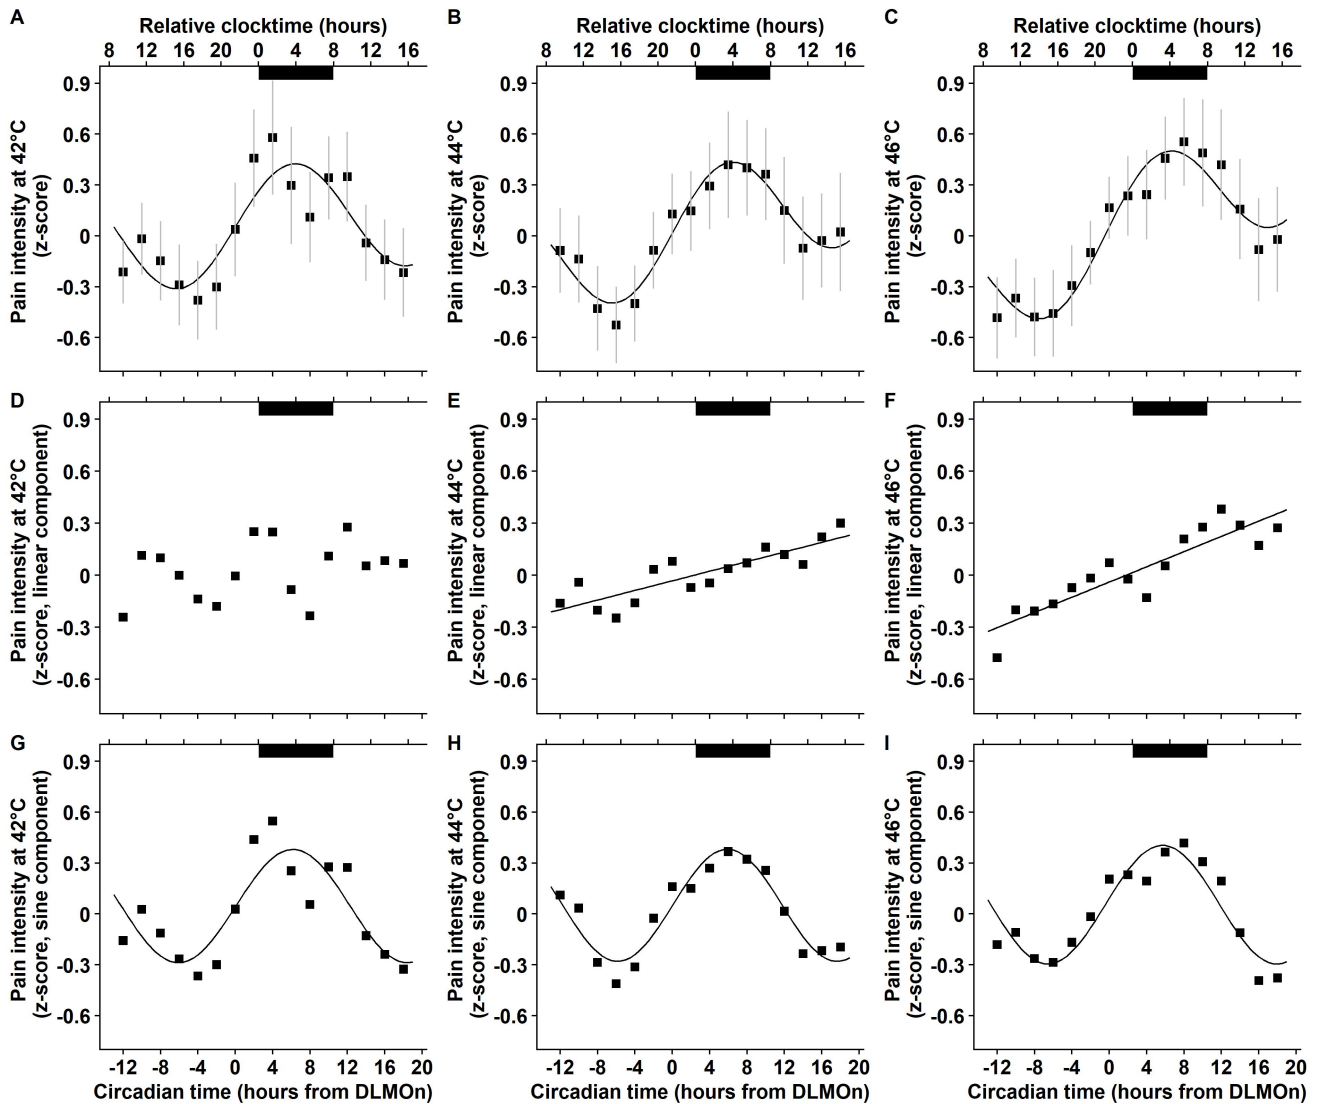 A
Relative clocktime (hours)
8 12 16 20 0 4 8 12 16
0.9
0.6
0.3
0
-0.3
-0.6
Pain intensity at 42°C
(z-score)
B
Relative clocktime (hours)
8 12 16 20 0 4 8 12 16
0.9
0.6
0.3
0
-0.3
-0.6
Pain intensity at 44°C
(z-score)
C
Relative clocktime (hours)
8 12 16 20 0 4 8 12 16
0.9
0.6
0.3
0
-0.3
-0.6
Pain intensity at 46°C
(z-score)
D
0.9
0.6
0.3
0
-0.3
-0.6
Pain intensity at 42°C
(z-score, linear component)
E
0.9
0.6
0.3
0
-0.3
-0.6
Pain intensity at 44°C
(z-score, linear component)
F
0.9
0.6
0.3
0
-0.3
-0.6
Pain intensity at 46°C
(z-score, linear component)
G
0.9
0.6
0.3
0
-0.3
-0.6
Pain intensity at 42°C
(z-score, sine component)
-12 -8 -4 0 4 8 12 16 20
Circadian time (hours from DLMOn)
H
0.9
0.6
0.3
0
-0.3
-0.6
Pain intensity at 44°C
(z-score, sine component)
-12 -8 -4 0 4 8 12 16 20
Circadian time (hours from DLMOn)
I
0.9
0.6
0.3
0
-0.3
-0.6
Pain intensity at 46°C
(z-score, sine component)
-12 -8 -4 0 4 8 12 16 20
Circadian time (hours from DLMOn)